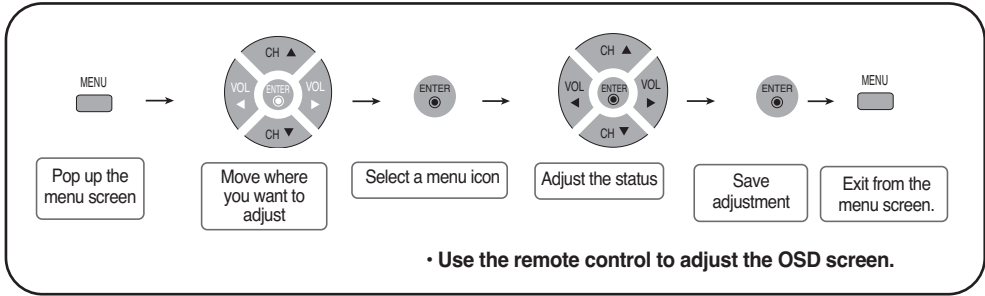 MENU
CH ▲
VOL ◀ ENTER ◉ VOL ▶
CH ▼
ENTER ◉
CH ▲
VOL ◀ ENTER ◉ VOL ▶
CH ▼
ENTER ◉
MENU
Pop up the
menu screen
Move where
you want to
adjust
Select a menu icon
Adjust the status
Save
adjustment
Exit from the
menu screen.
• Use the remote control to adjust the OSD screen.